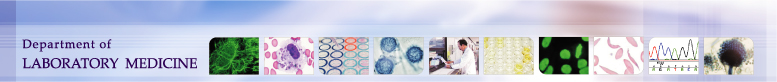 Department of
LABORATORY MEDICINE